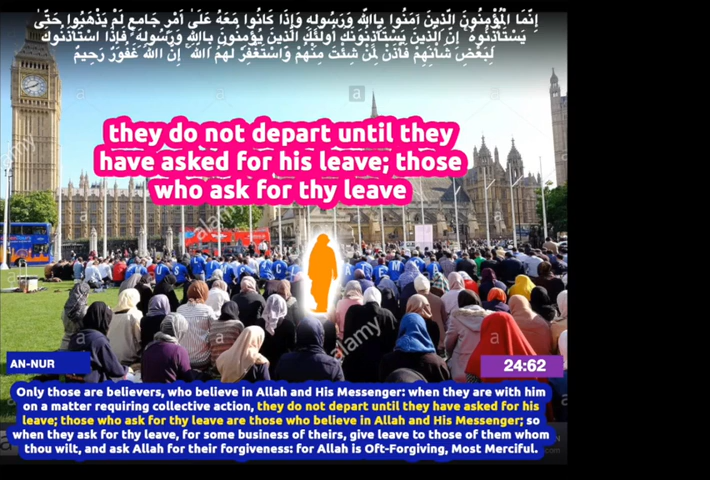 إِنَّمَا الْمُؤْمِنُونَ الَّذِينَ آمَنُوا بِاللَّهِ وَرَسُولِهِ وَإِذَا كَانُوا مَعَهُ عَلَىٰ أَمْرٍ جَامِعٍ لَمْ يَذْهَبُوا حَتَّىٰ
يَسْتَأْذِنُوهُ ۚ إِنَّ الَّذِينَ يَسْتَأْذِنُونَكَ أُولَٰئِكَ الَّذِينَ يُؤْمِنُونَ بِاللَّهِ وَرَسُولِهِ ۚ فَإِذَا اسْتَأْذَنُوكَ
لِبَعْضِ شَأْنِهِمْ فَأْذَنْ لِمَنْ شِئْتَ مِنْهُمْ وَاسْتَغْفِرْ لَهُمُ اللَّهَ ۚ إِنَّ اللَّهَ غَفُورٌ رَحِيمٌ
they do not depart until they
have asked for his leave; those
who ask for thy leave
alamy
AN-NUR
24:62
Only those are believers, who believe in Allah and His Messenger: when they are with him
on a matter requiring collective action, they do not depart until they have asked for his
leave; those who ask for thy leave are those who believe in Allah and His Messenger; so
when they ask for thy leave, for some business of theirs, give leave to those of them whom
thou wilt, and ask Allah for their forgiveness: for Allah is Oft-Forgiving, Most Merciful.